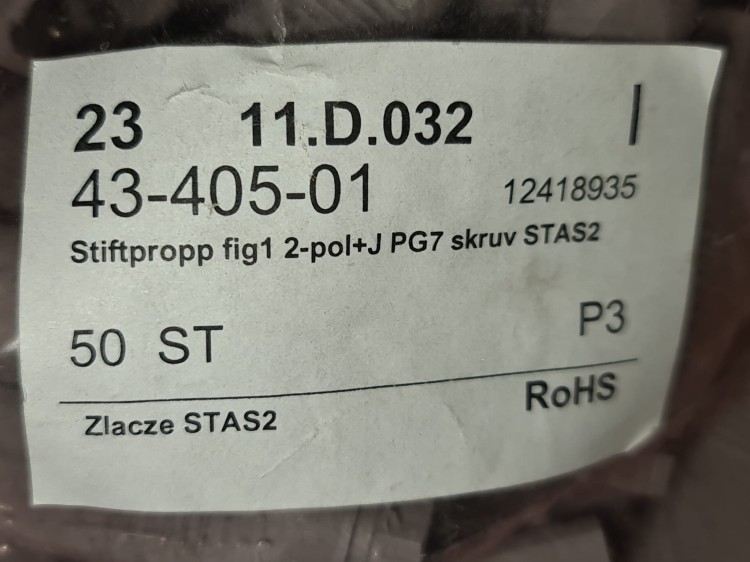 23 11.D.032 I
43-405-01 12418935
Stiftpropp fig1 2-pol+J PG7 skruv STAS2
50 ST P3
RoHS
Zlacze STAS2